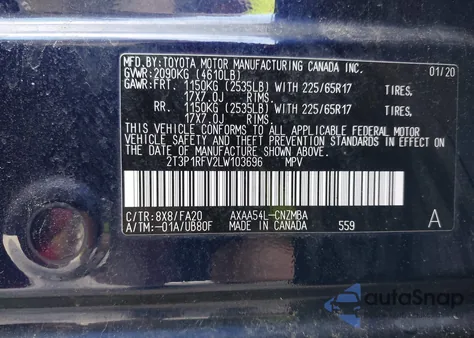 MFD.BY:TOYOTA MOTOR MANUFACTURING CANADA INC. 01/20
GVWR:2090KG (4610LB)
GAWR:FRT. 1150KG (2535LB) WITH 225/65R17 TIRES,
17X7.0J RIMS.
RR. 1150KG (2535LB) WITH 225/65R17 TIRES,
17X7.0J RIMS.
THIS VEHICLE CONFORMS TO ALL APPLICABLE FEDERAL MOTOR
VEHICLE SAFETY STANDARDS IN EFFECT
ON THE DATE OF MANUFACTURE SHOWN ABOVE.
2T3P1RFV2LW103696 MPV
C/TR:8X8/FA20 AXAA54L-CNZMBA
A/TM:-01A/UB80F MADE IN CANADA 559 A
autoSnap